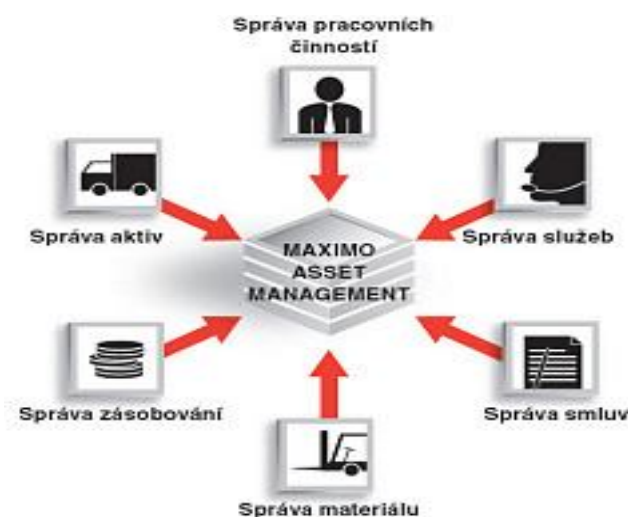 Správa pracovních
činností
Správa aktiv
Správa služeb
MAXIMO
ASSET
MANAGEMENT
Správa zásobování
Správa smluv
Správa materiálu